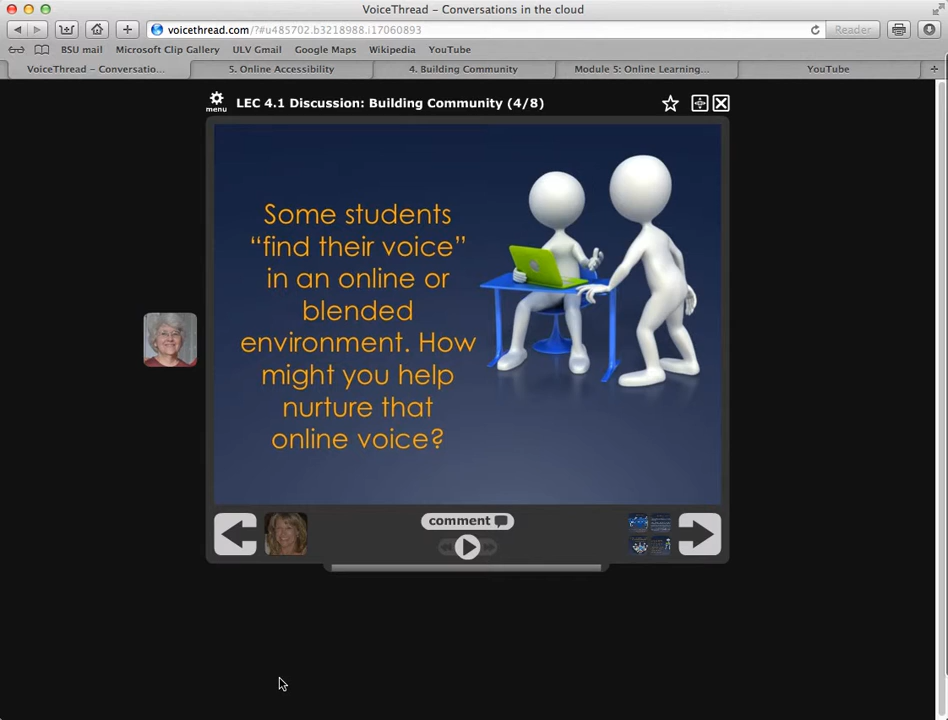 VoiceThread – Conversations in the cloud
voicethread.com/?#u485702.b3218988.i17060893
Reader
BSU mail
Microsoft Clip Gallery
ULV Gmail
Google Maps
Wikipedia
YouTube
VoiceThread – Conversatio...
5. Online Accessibility
4. Building Community
Module 5: Online Learning...
YouTube
menu
LEC 4.1 Discussion: Building Community (4/8)
Some students
“find their voice”
in an online or
blended
environment. How
might you help
nurture that
online voice?
comment